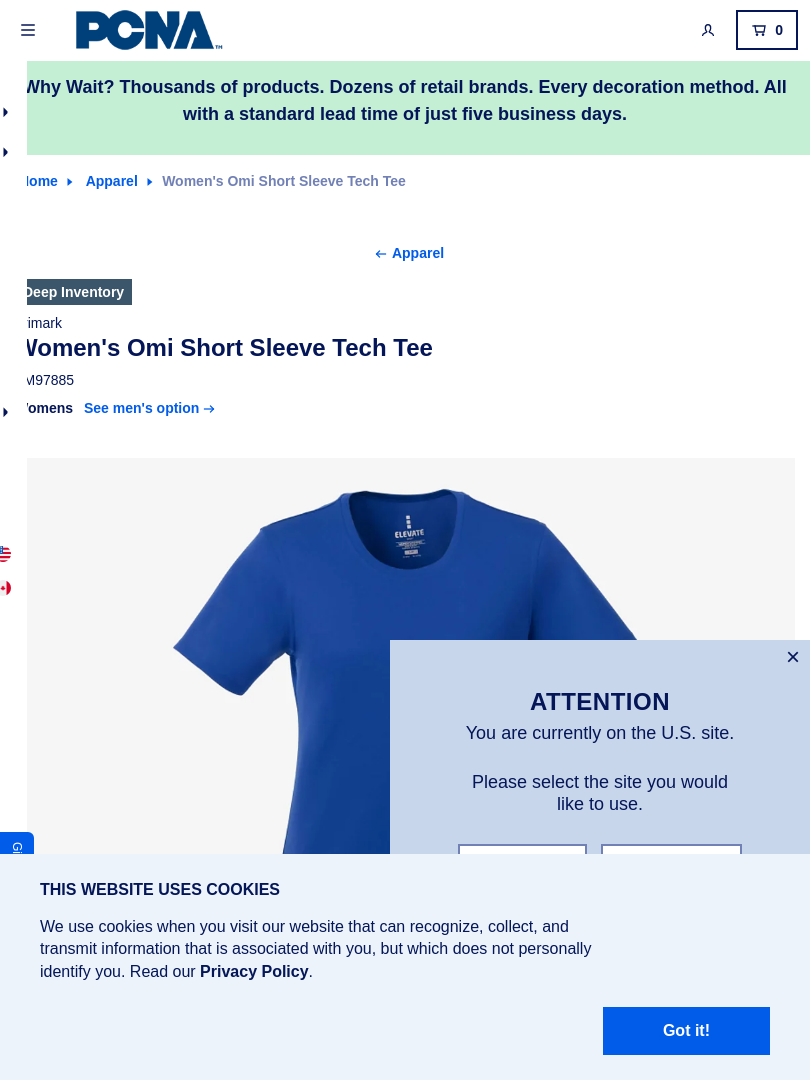 PCNA™
0
Why Wait? Thousands of products. Dozens of retail brands. Every decoration method. All
with a standard lead time of just five business days.
Apparel
Women's Omi Short Sleeve Tech Tee
Apparel
Deep Inventory
Women's Omi Short Sleeve Tech Tee
See men's option
ELEVATE
ATTENTION
You are currently on the U.S. site.
Please select the site you would
like to use.
THIS WEBSITE USES COOKIES
We use cookies when you visit our website that can recognize, collect, and
transmit information that is associated with you, but which does not personally
identify you. Read our Privacy Policy.
Got it!